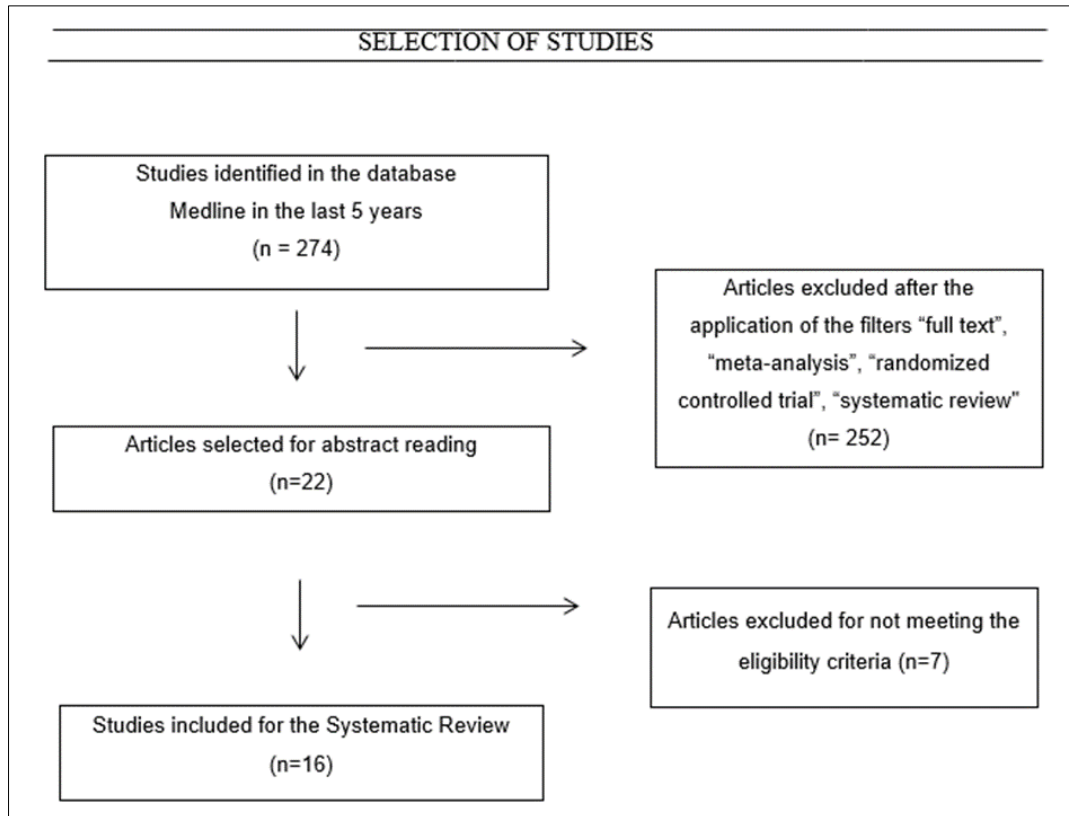 SELECTION OF STUDIES
Studies identified in the database
Medline in the last 5 years
(n = 274)
Articles excluded after the
application of the filters “full text”,
“meta-analysis”, “randomized
controlled trial”, “systematic review"
(n= 252)
Articles selected for abstract reading
(n=22)
Articles excluded for not meeting the
eligibility criteria (n=7)
Studies included for the Systematic Review
(n=16)